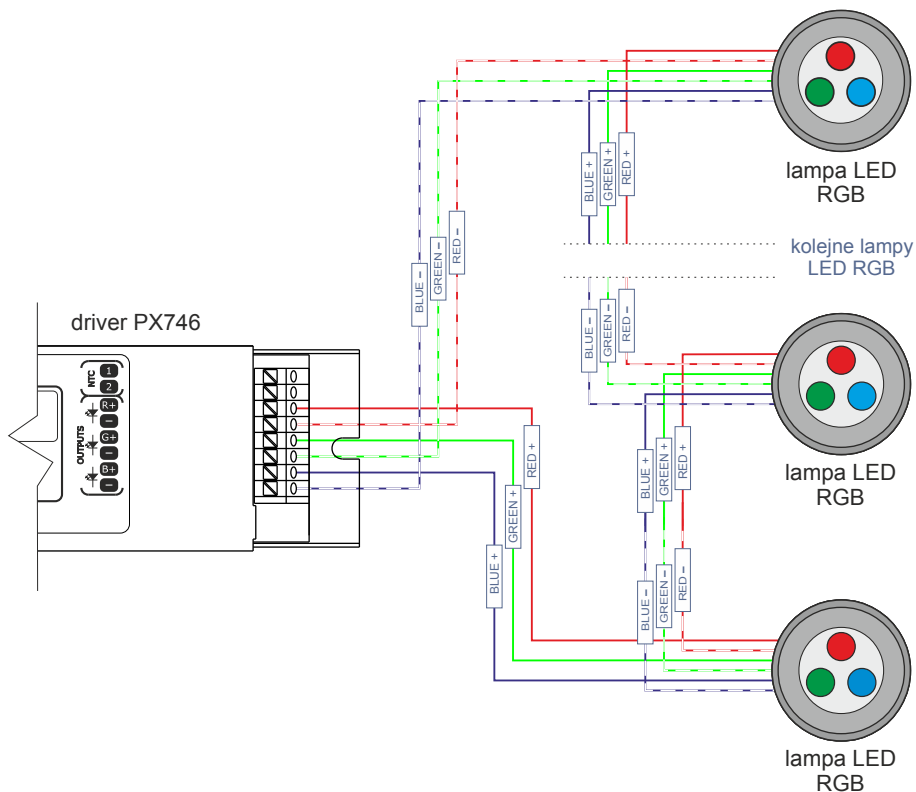 lampa LED
RGB
BLUE +
GREEN +
RED +
BLUE −
GREEN −
RED −
kolejne lampy
LED RGB
BLUE −
GREEN −
RED −
driver PX746
NTC
1
2
OUTPUTS
R+
−
G+
−
B+
−
lampa LED
RGB
RED +
GREEN +
BLUE +
BLUE +
GREEN +
RED +
BLUE −
GREEN −
RED −
lampa LED
RGB